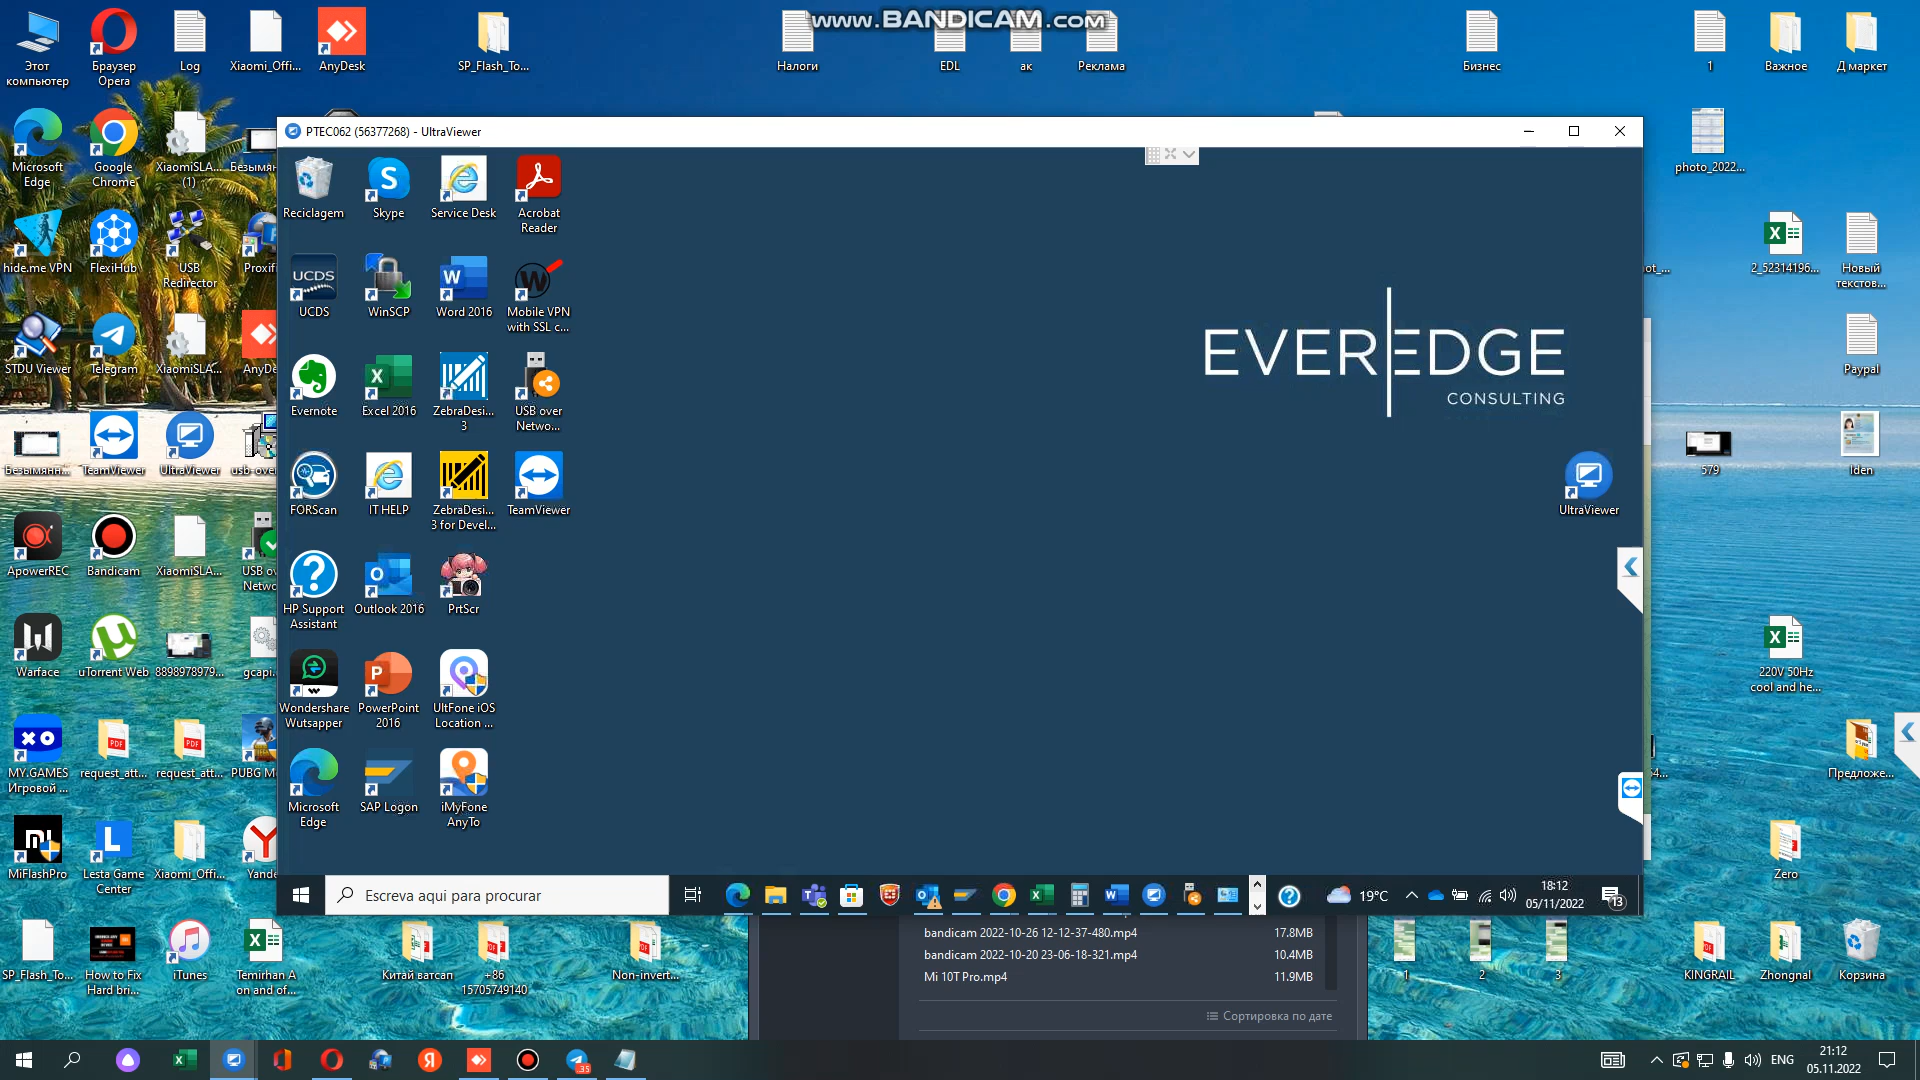 www.BANDICAM.com
Этот компьютер
Браузер Opera
Log
Xiaomi_Offi...
AnyDesk
SP_Flash_To...
Налоги
EDL
ак
Реклама
Бизнес
1
Важное
Д маркет
Microsoft Edge
Google Chrome
XiaomiSLA... (1)
photo_2022...
hide.me VPN
FlexiHub
USB Redirector
2_52314196...
Новый текстов...
STDU Viewer
Telegram
XiaomiSLA...
Paypal
Безымянн...
TeamViewer
UltraViewer
579
Iden
ApowerREC
Bandicam
XiaomiSLA...
Warface
uTorrent Web
8898978979...
220V 50Hz cool and he...
MY.GAMES Игровой ...
request_att...
request_att...
Предложе...
MiFlashPro
Lesta Game Center
Xiaomi_Offi...
Zero
SP_Flash_To...
How to Fix Hard bri...
iTunes
Temirhan A on and of...
Китай ватсап
+86 15705749140
Non-invert...
1
2
3
KINGRAIL
Zhongnal
Корзина
PTEC062 (56377268) - UltraViewer
Reciclagem
Skype
Service Desk
Acrobat Reader
UCDS
UCDS
WinSCP
Word 2016
Mobile VPN with SSL c...
Evernote
Excel 2016
ZebraDesi... 3
USB over Netwo...
FORScan
IT HELP
ZebraDesi... 3 for Devel...
TeamViewer
HP Support Assistant
Outlook 2016
PrtScr
Wondershare Wutsapper
PowerPoint 2016
UltFone iOS Location ...
Microsoft Edge
SAP Logon
iMyFone AnyTo
EVEREDGE
CONSULTING
UltraViewer
Escreva aqui para procurar
19°C
18:12
05/11/2022
13
bandicam 2022-10-26 12-12-37-480.mp4 17.8MB
bandicam 2022-10-20 23-06-18-321.mp4 10.4MB
Mi 10T Pro.mp4 11.9MB
Сортировка по дате
ENG
21:12
05.11.2022